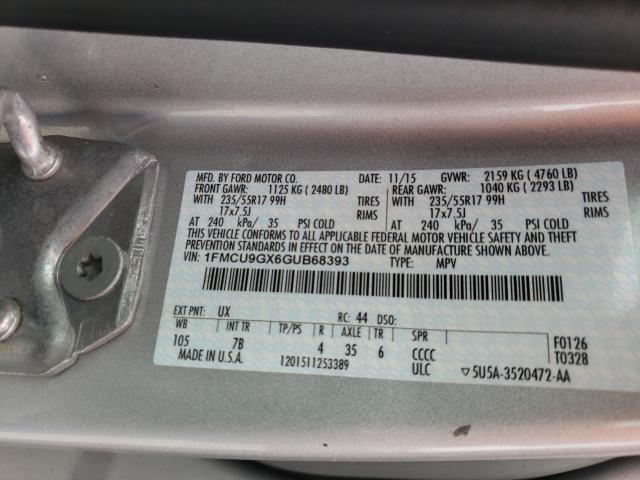 MFD. BY FORD MOTOR CO. DATE: 11/15 GVWR: 2159 KG ( 4760 LB)
FRONT GAWR: 1125 KG ( 2480 LB) REAR GAWR: 1040 KG ( 2293 LB)
WITH 235/55R17 99H TIRES WITH 235/55R17 99H TIRES
17x7.5J RIMS 17x7.5J RIMS
AT 240 kPa/ 35 PSI COLD AT 240 kPa/ 35 PSI COLD
THIS VEHICLE CONFORMS TO ALL APPLICABLE FEDERAL MOTOR VEHICLE SAFETY AND THEFT
PREVENTION STANDARDS IN EFFECT ON THE DATE OF MANUFACTURE SHOWN ABOVE.
VIN: 1FMCU9GX6GUB68393 TYPE: MPV
EXT PNT: UX RC: 44 DSO:
WB INT TR TP/PS R AXLE TR SPR
105 7B 4 35 6 CCCC F0126
MADE IN U.S.A. 1201511253389 ULC T0328
▽5U5A-3520472-AA